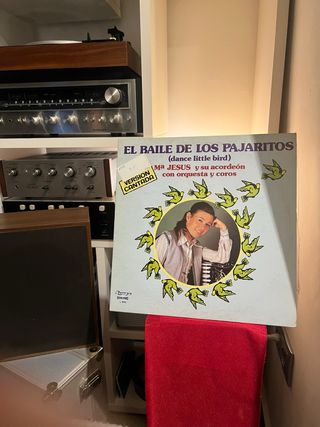 EL BAILE DE LOS PAJARITOS
(dance little bird)
Mª JESUS y su acordeón
con orquesta y coros
VERSION
CANTADA